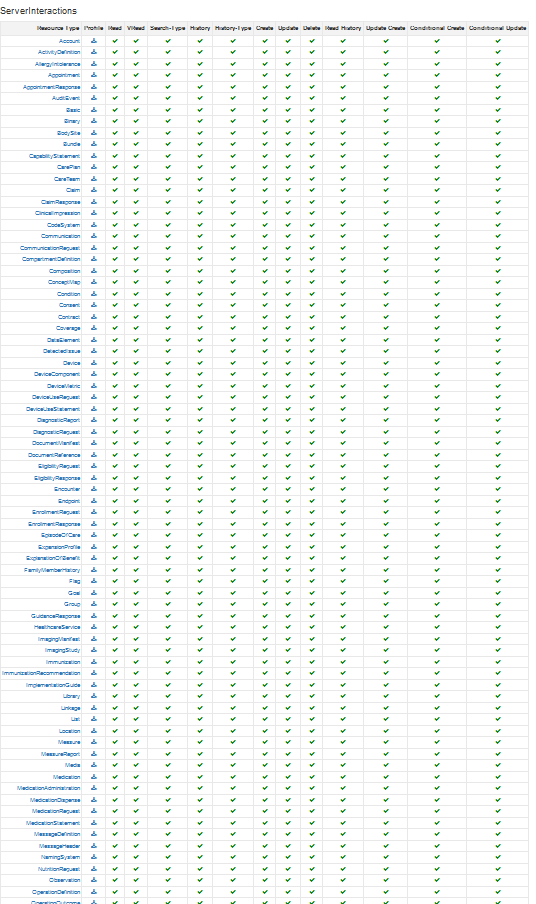 ServerInteractions
Resource Type Profile Read VRead Search-Type History History-Type Create Update Delete Read History Update Create Conditional Create Conditional Update
Account
ActivityDefinition
AllergyIntolerance
Appointment
AppointmentResponse
AuditEvent
Basic
Binary
BodySite
Bundle
CapabilityStatement
CarePlan
CareTeam
Claim
ClaimResponse
ClinicalImpression
CodeSystem
Communication
CommunicationRequest
CompartmentDefinition
Composition
ConceptMap
Condition
Consent
Contract
Coverage
DataElement
DetectedIssue
Device
DeviceComponent
DeviceMetric
DeviceUseRequest
DeviceUseStatement
DiagnosticReport
DiagnosticRequest
DocumentManifest
DocumentReference
EligibilityRequest
EligibilityResponse
Encounter
Endpoint
EnrollmentRequest
EnrollmentResponse
EpisodeOfCare
ExpansionProfile
ExplanationOfBenefit
FamilyMemberHistory
Flag
Goal
Group
GuidanceResponse
HealthcareService
ImagingManifest
ImagingStudy
Immunization
ImmunizationRecommendation
ImplementationGuide
Library
Linkage
List
Location
Measure
MeasureReport
Media
Medication
MedicationAdministration
MedicationDispense
MedicationRequest
MedicationStatement
MessageDefinition
MessageHeader
NamingSystem
NutritionRequest
Observation
OperationDefinition
OperationOutcome